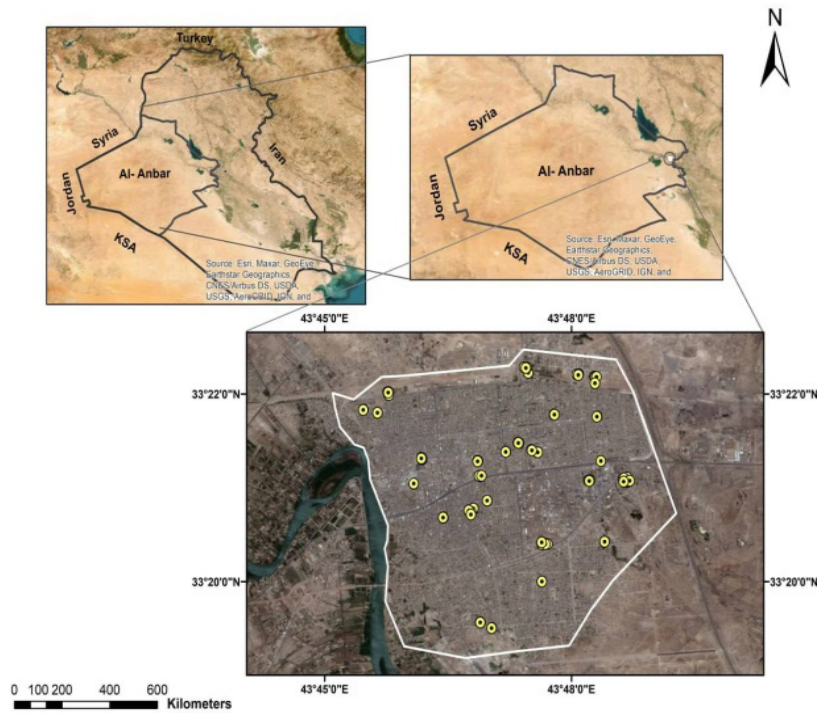 N
Turkey
Syria
Iran
Al- Anbar
Jordan
KSA
Source: Esri, Maxar, GeoEye,
Earthstar Geographics,
CNES/Airbus DS, USDA,
USGS, AeroGRID, IGN, and
Syria
Al- Anbar
Jordan
KSA
Source: Esri, Maxar, GeoEye,
Earthstar Geographics,
CNES/Airbus DS, USDA,
USGS, AeroGRID, IGN, and
43°45'0"E
43°48'0"E
33°22'0"N
33°22'0"N
33°20'0"N
33°20'0"N
43°45'0"E
43°48'0"E
0 100 200 400 600
Kilometers